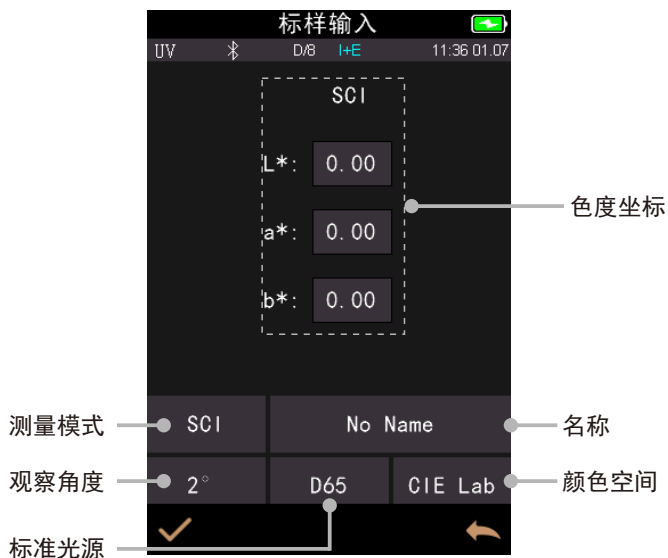 标样输入
UV D/8 I+E 11:36 01.07
SCI
L*: 0.00
色度坐标
a*: 0.00
b*: 0.00
测量模式 SCI No Name 名称
观察角度 2° D65 CIE Lab 颜色空间
标准光源